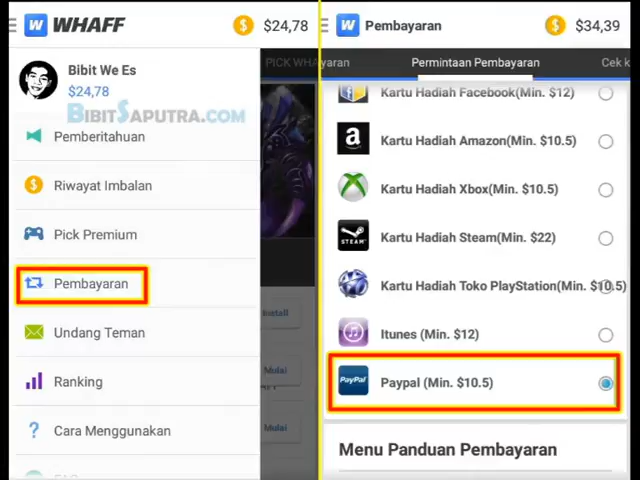 WHAFF
$24,78
Bibit We Es
$24,78
BIBITSAPUTRA.COM
Pemberitahuan
Riwayat Imbalan
Pick Premium
Pembayaran
Undang Teman
Ranking
Cara Menggunakan
FAQ
PICK WHA
Install
Mulai
Mulai
Pembayaran
$34,39
yaran
Permintaan Pembayaran
Cek k
Kartu Hadiah Facebook(Min. $12)
Kartu Hadiah Amazon(Min. $10.5)
Kartu Hadiah Xbox(Min. $10.5)
STEAM
Kartu Hadiah Steam(Min. $22)
Kartu Hadiah Toko PlayStation(Min. $10.5)
Itunes (Min. $12)
PayPal
Paypal (Min. $10.5)
Menu Panduan Pembayaran